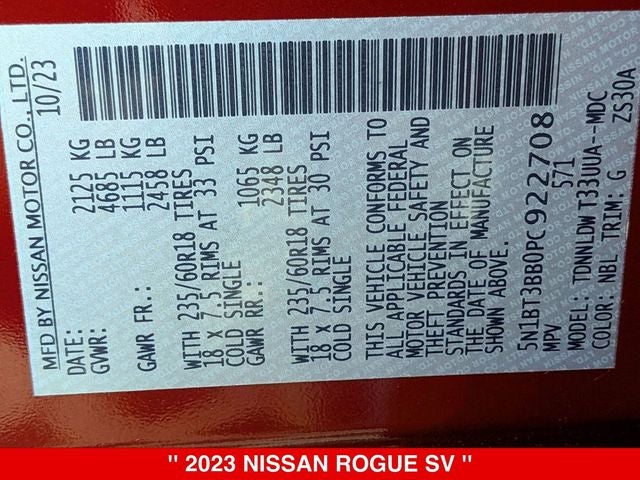 MFD BY NISSAN MOTOR CO., LTD.
DATE: 10/23
GVWR: 2125 KG
4685 LB
GAWR FR.: 1115 KG
2458 LB
WITH 235/60R18 TIRES
18 x 7.5 RIMS AT 33 PSI
COLD SINGLE
GAWR RR.: 1065 KG
2348 LB
WITH 235/60R18 TIRES
18 x 7.5 RIMS AT 30 PSI
COLD SINGLE
THIS VEHICLE CONFORMS TO
ALL APPLICABLE FEDERAL
MOTOR VEHICLE SAFETY AND
THEFT PREVENTION
STANDARDS IN EFFECT ON
THE DATE OF MANUFACTURE
SHOWN ABOVE.
5N1BT3BB0PC922708
MPV 571
MODEL: TDNNLDW T33UUA--MDC
COLOR: NBL TRIM: G ZS30A
" 2023 NISSAN ROGUE SV "